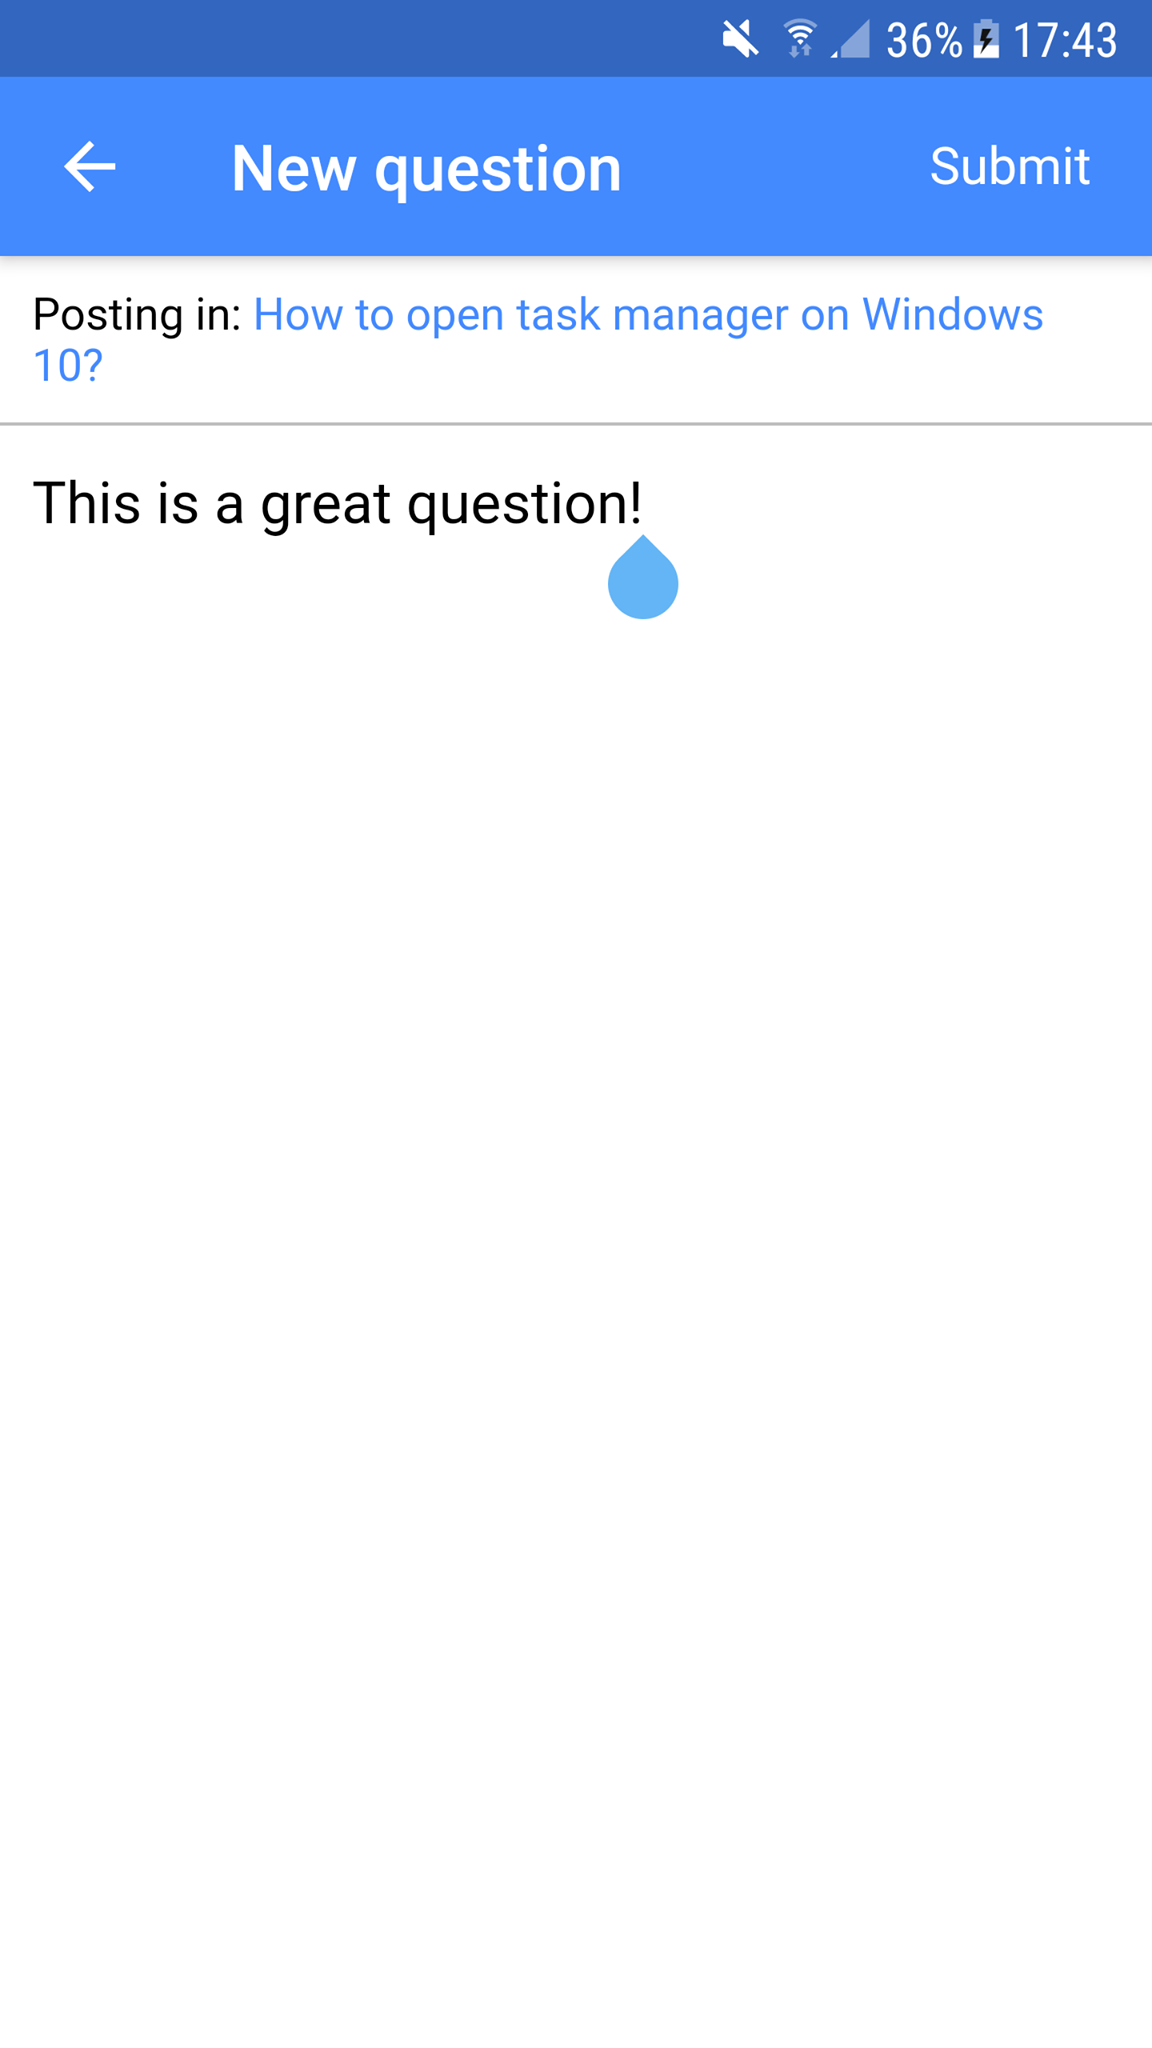 36% 17:43
New question Submit
Posting in: How to open task manager on Windows
10?
This is a great question!